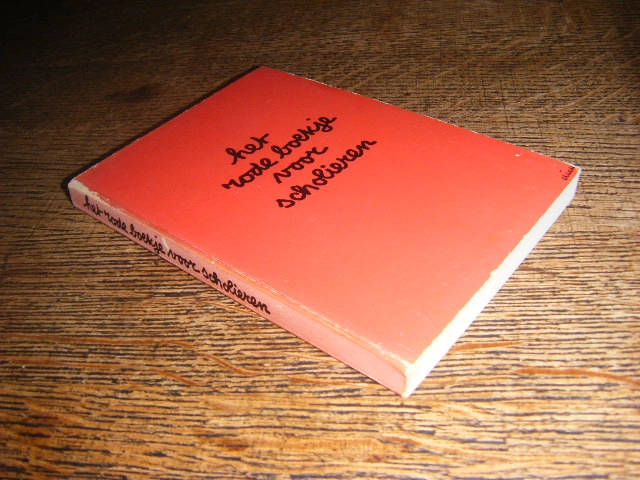 het
rode boekje
voor
scholieren
het rode boekje voor scholieren